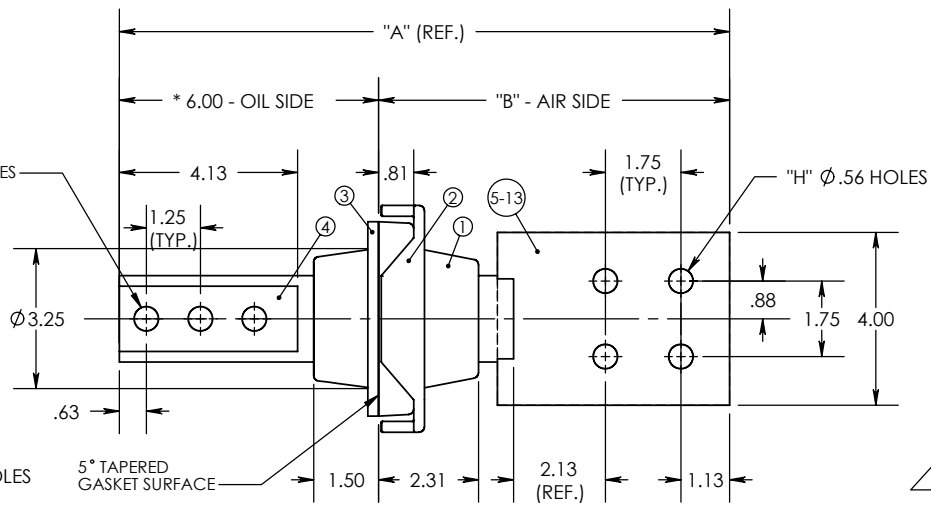 "A" (REF.)
* 6.00 - OIL SIDE
"B" - AIR SIDE
4.13
.81
1.75
(TYP.)
"H" Ø.56 HOLES
1.25
(TYP.)
③
②
①
5-13
④
Ø3.25
.88
1.75
4.00
.63
5° TAPERED
GASKET SURFACE
1.50
2.31
2.13
(REF.)
1.13